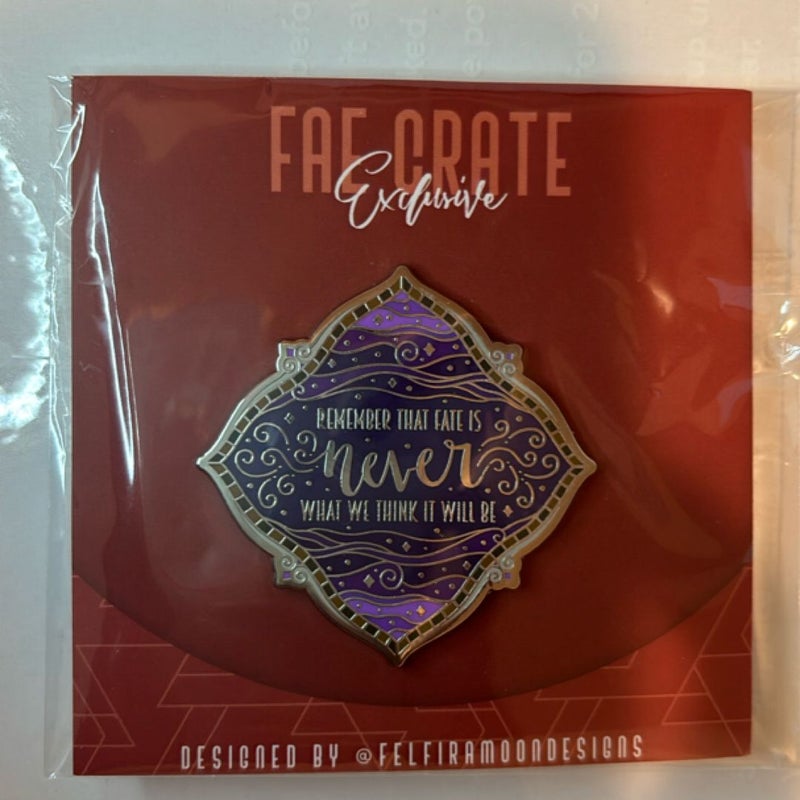 FAE CRATE
Exclusive
REMEMBER THAT FATE IS
never
WHAT WE THINK IT WILL BE
DESIGNED BY @FELFIRAMOONDESIGNS